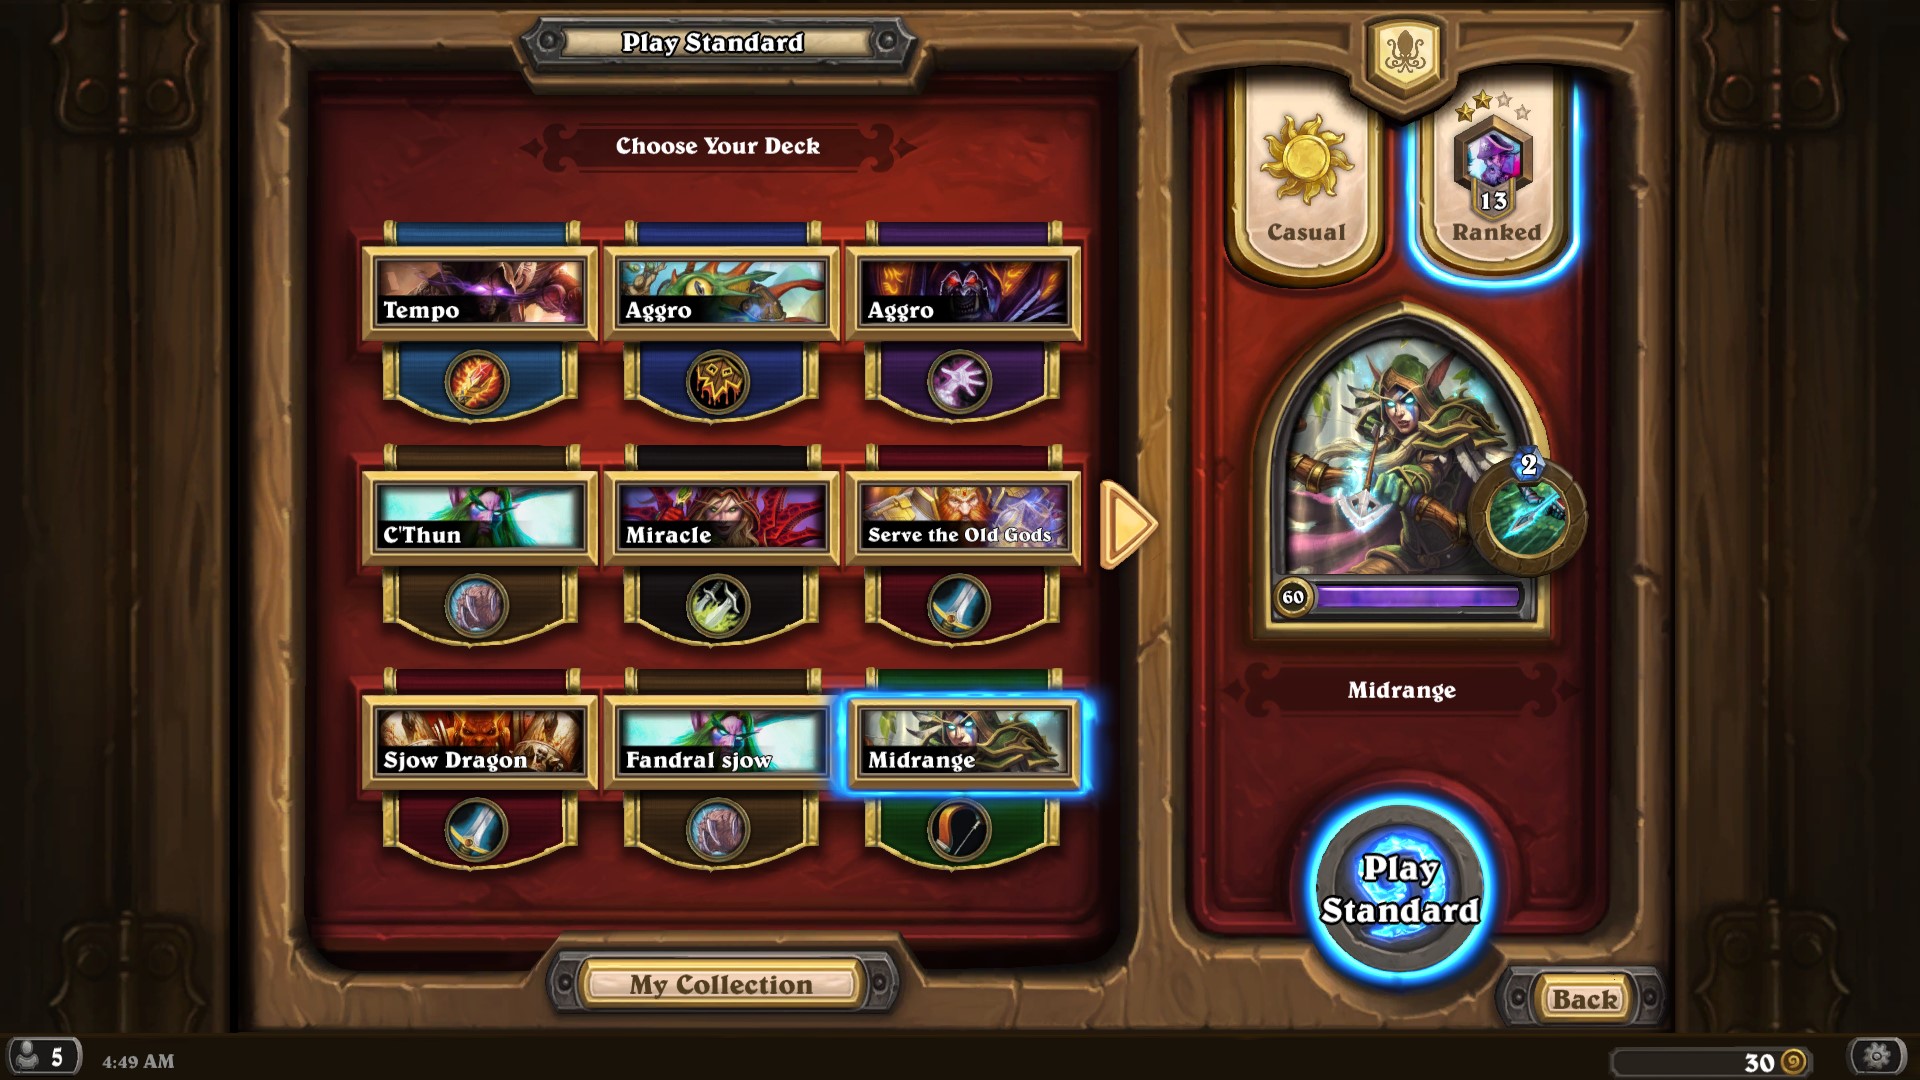 Play Standard
Choose Your Deck
Tempo
Aggro
Aggro
C'Thun
Miracle
Serve the Old Gods
Sjow Dragon
Fandral sjow
Midrange
My Collection
Casual
13
Ranked
2
60
Midrange
Play
Standard
Back
5
4:49 AM
30